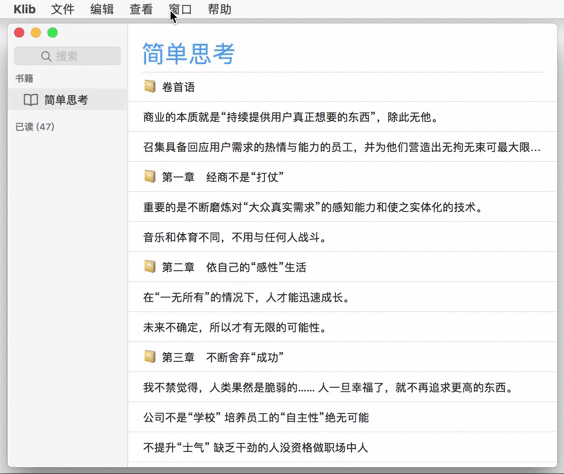 Klib 文件 编辑 查看 窗口 帮助
搜索
书籍
简单思考
已读 (47)
简单思考
卷首语
商业的本质就是“持续提供用户真正想要的东西”，除此无他。
召集具备回应用户需求的热情与能力的员工，并为他们营造出无拘无束可最大限...
第一章　经商不是“打仗”
重要的是不断磨炼对“大众真实需求”的感知能力和使之实体化的技术。
音乐和体育不同，不用与任何人战斗。
第二章　依自己的“感性”生活
在“一无所有”的情况下，人才能迅速成长。
未来不确定，所以才有无限的可能性。
第三章　不断舍弃“成功”
我不禁觉得，人类果然是脆弱的…… 人一旦幸福了，就不再追求更高的东西。
公司不是“学校” 培养员工的“自主性”绝无可能
不提升“士气” 缺乏干劲的人没资格做职场中人